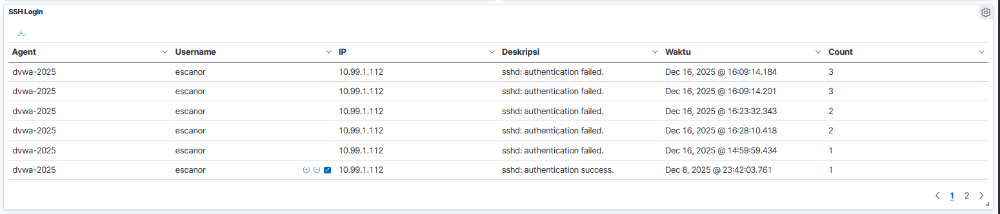 SSH Login
Agent Username IP Deskripsi Waktu Count
dvwa-2025 escanor 10.99.1.112 sshd: authentication failed. Dec 16, 2025 @ 16:09:14.184 3
dvwa-2025 escanor 10.99.1.112 sshd: authentication failed. Dec 16, 2025 @ 16:09:14.201 3
dvwa-2025 escanor 10.99.1.112 sshd: authentication failed. Dec 16, 2025 @ 16:23:32.343 2
dvwa-2025 escanor 10.99.1.112 sshd: authentication failed. Dec 16, 2025 @ 16:28:10.418 2
dvwa-2025 escanor 10.99.1.112 sshd: authentication failed. Dec 16, 2025 @ 14:59:59.434 1
dvwa-2025 escanor 10.99.1.112 sshd: authentication success. Dec 8, 2025 @ 23:42:03.761 1
1 2